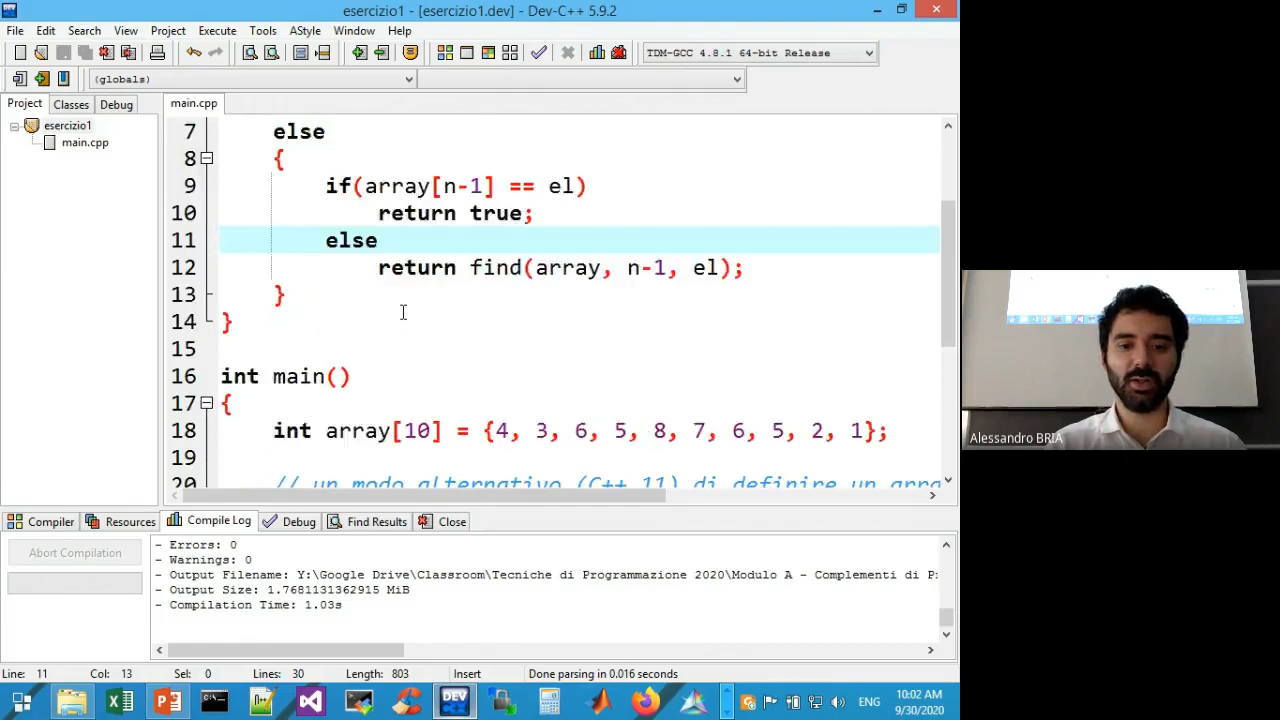 esercizio1 - [esercizio1.dev] - Dev-C++ 5.9.2
File Edit Search View Project Execute Tools AStyle Window Help
TDM-GCC 4.8.1 64-bit Release
(globals)
Project Classes Debug
main.cpp
esercizio1
main.cpp
7 else
8 {
9 if(array[n-1] == el)
10 return true;
11 else
12 return find(array, n-1, el);
13 }
14 }
15
16 int main()
17 {
18 int array[10] = {4, 3, 6, 5, 8, 7, 6, 5, 2, 1};
19
20 // un modo alternativo (C++ 11) di definire un arra
Compiler Resources Compile Log Debug Find Results Close
Abort Compilation
- Errors: 0
- Warnings: 0
- Output Filename: Y:\Google Drive\Classroom\Tecniche di Programmazione 2020\Modulo A - Complementi di P
- Output Size: 1.7681131362915 MiB
- Compilation Time: 1.03s
Line: 11 Col: 13 Sel: 0 Lines: 30 Length: 803 Insert Done parsing in 0.016 seconds
DEV
ENG
10:02 AM
9/30/2020
Alessandro BRIA